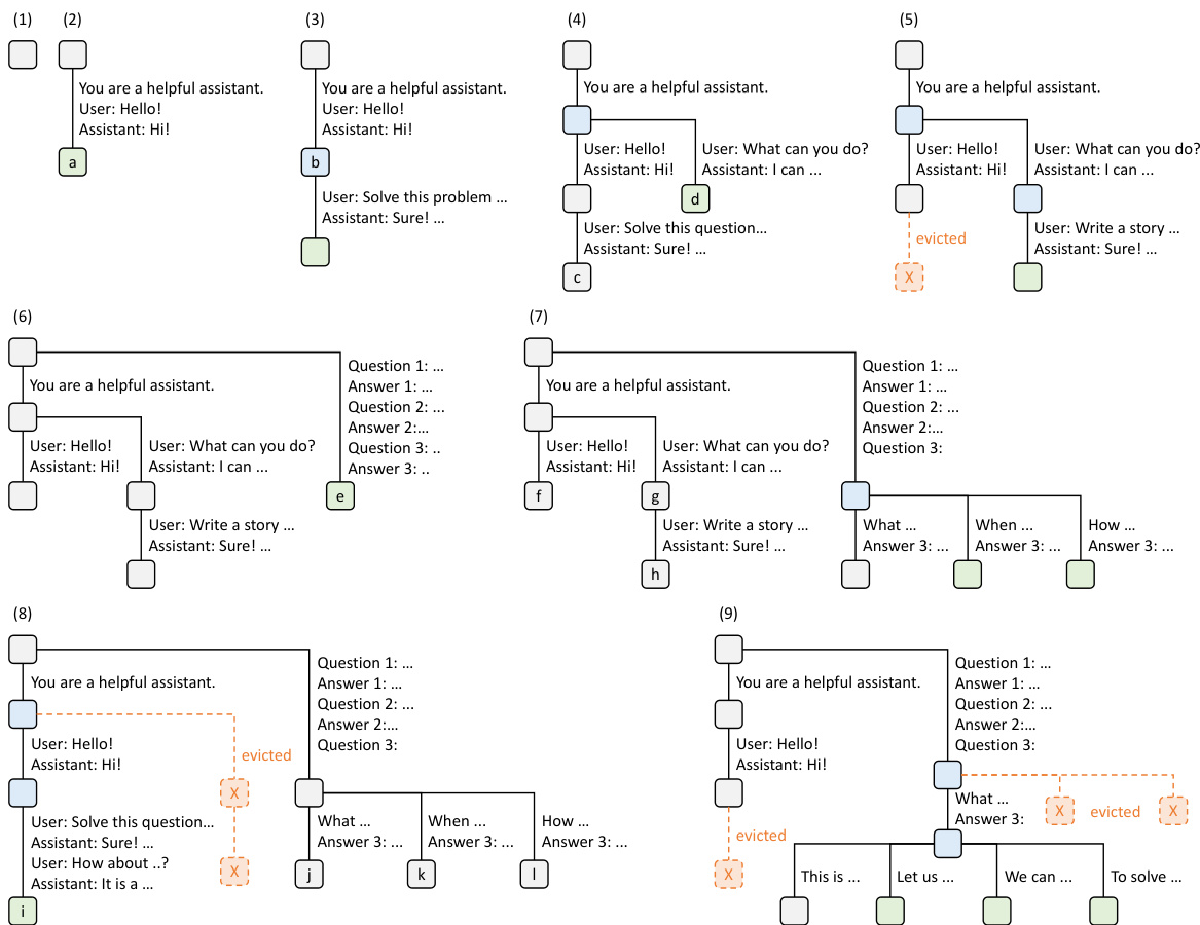 (1)
(2)
You are a helpful assistant.
User: Hello!
Assistant: Hi!
a
(3)
You are a helpful assistant.
User: Hello!
Assistant: Hi!
b
User: Solve this problem ...
Assistant: Sure! ...
(4)
You are a helpful assistant.
User: Hello!
Assistant: Hi!
User: What can you do?
Assistant: I can ...
d
User: Solve this question...
Assistant: Sure! ...
c
(5)
You are a helpful assistant.
User: Hello!
Assistant: Hi!
User: What can you do?
Assistant: I can ...
evicted
X
User: Write a story ...
Assistant: Sure! ...
(6)
You are a helpful assistant.
User: Hello!
Assistant: Hi!
User: What can you do?
Assistant: I can ...
User: Write a story ...
Assistant: Sure! ...
Question 1: ...
Answer 1: ...
Question 2: ...
Answer 2:...
Question 3: ..
Answer 3: ..
e
(7)
You are a helpful assistant.
User: Hello!
Assistant: Hi!
f
User: What can you do?
Assistant: I can ...
g
User: Write a story ...
Assistant: Sure! ...
h
Question 1: ...
Answer 1: ...
Question 2: ...
Answer 2:...
Question 3:
What ...
Answer 3: ...
When ...
Answer 3: ...
How ...
Answer 3: ...
(8)
You are a helpful assistant.
User: Hello!
Assistant: Hi!
evicted
X
X
User: Solve this question...
Assistant: Sure! ...
User: How about ..?
Assistant: It is a ...
i
Question 1: ...
Answer 1: ...
Question 2: ...
Answer 2:...
Question 3:
What ...
Answer 3: ...
j
When ...
Answer 3: ...
k
How ...
Answer 3: ...
l
(9)
You are a helpful assistant.
User: Hello!
Assistant: Hi!
evicted
X
Question 1: ...
Answer 1: ...
Question 2: ...
Answer 2:...
Question 3:
What ...
Answer 3:
X
evicted
X
This is ...
Let us ...
We can ...
To solve ...